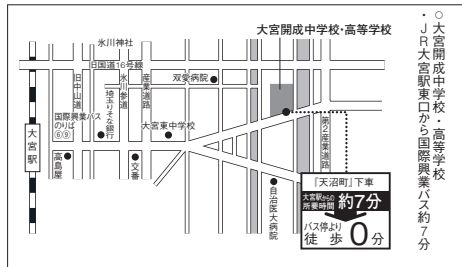 ○大宮開成中学校・高等学校
・JR大宮駅東口から国際興業バス約7分
大宮開成中学校・高等学校
氷川神社
旧国道16号線
旧中山道
氷川参道
産業道路
双愛病院
埼玉りそな銀行
国際興業バス
のりば
⑥⑨
大宮東中学校
第2産業道路
大宮駅
高島屋
交番
自治医大病院
『天沼町』下車
大宮駅からの
所要時間
約7分
バス停より
徒歩0分